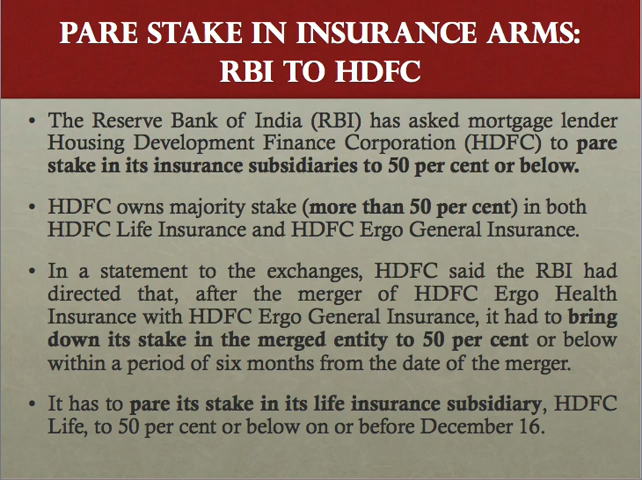 PARE STAKE IN INSURANCE ARMS:
RBI TO HDFC
• The Reserve Bank of India (RBI) has asked mortgage lender
Housing Development Finance Corporation (HDFC) to pare
stake in its insurance subsidiaries to 50 per cent or below.
• HDFC owns majority stake (more than 50 per cent) in both
HDFC Life Insurance and HDFC Ergo General Insurance.
• In a statement to the exchanges, HDFC said the RBI had
directed that, after the merger of HDFC Ergo Health
Insurance with HDFC Ergo General Insurance, it had to bring
down its stake in the merged entity to 50 per cent or below
within a period of six months from the date of the merger.
• It has to pare its stake in its life insurance subsidiary, HDFC
Life, to 50 per cent or below on or before December 16.